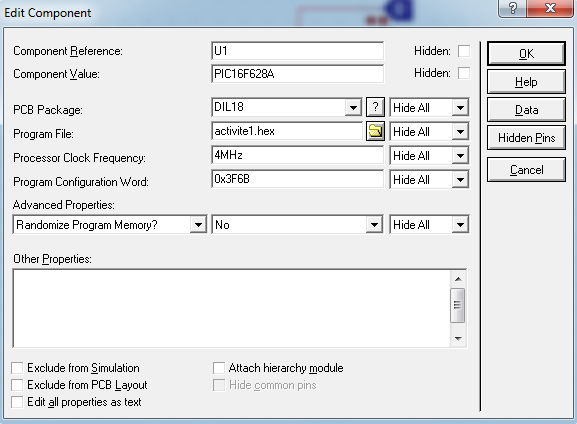 Edit Component
Component Reference: U1 Hidden: OK
Component Value: PIC16F628A Hidden: Help
PCB Package: DIL18 ? Hide All Data
Program File: activite1.hex Hide All Hidden Pins
Processor Clock Frequency: 4MHz Hide All Cancel
Program Configuration Word: 0x3F6B Hide All
Advanced Properties:
Randomize Program Memory? No Hide All
Other Properties:
Exclude from Simulation Attach hierarchy module
Exclude from PCB Layout Hide common pins
Edit all properties as text